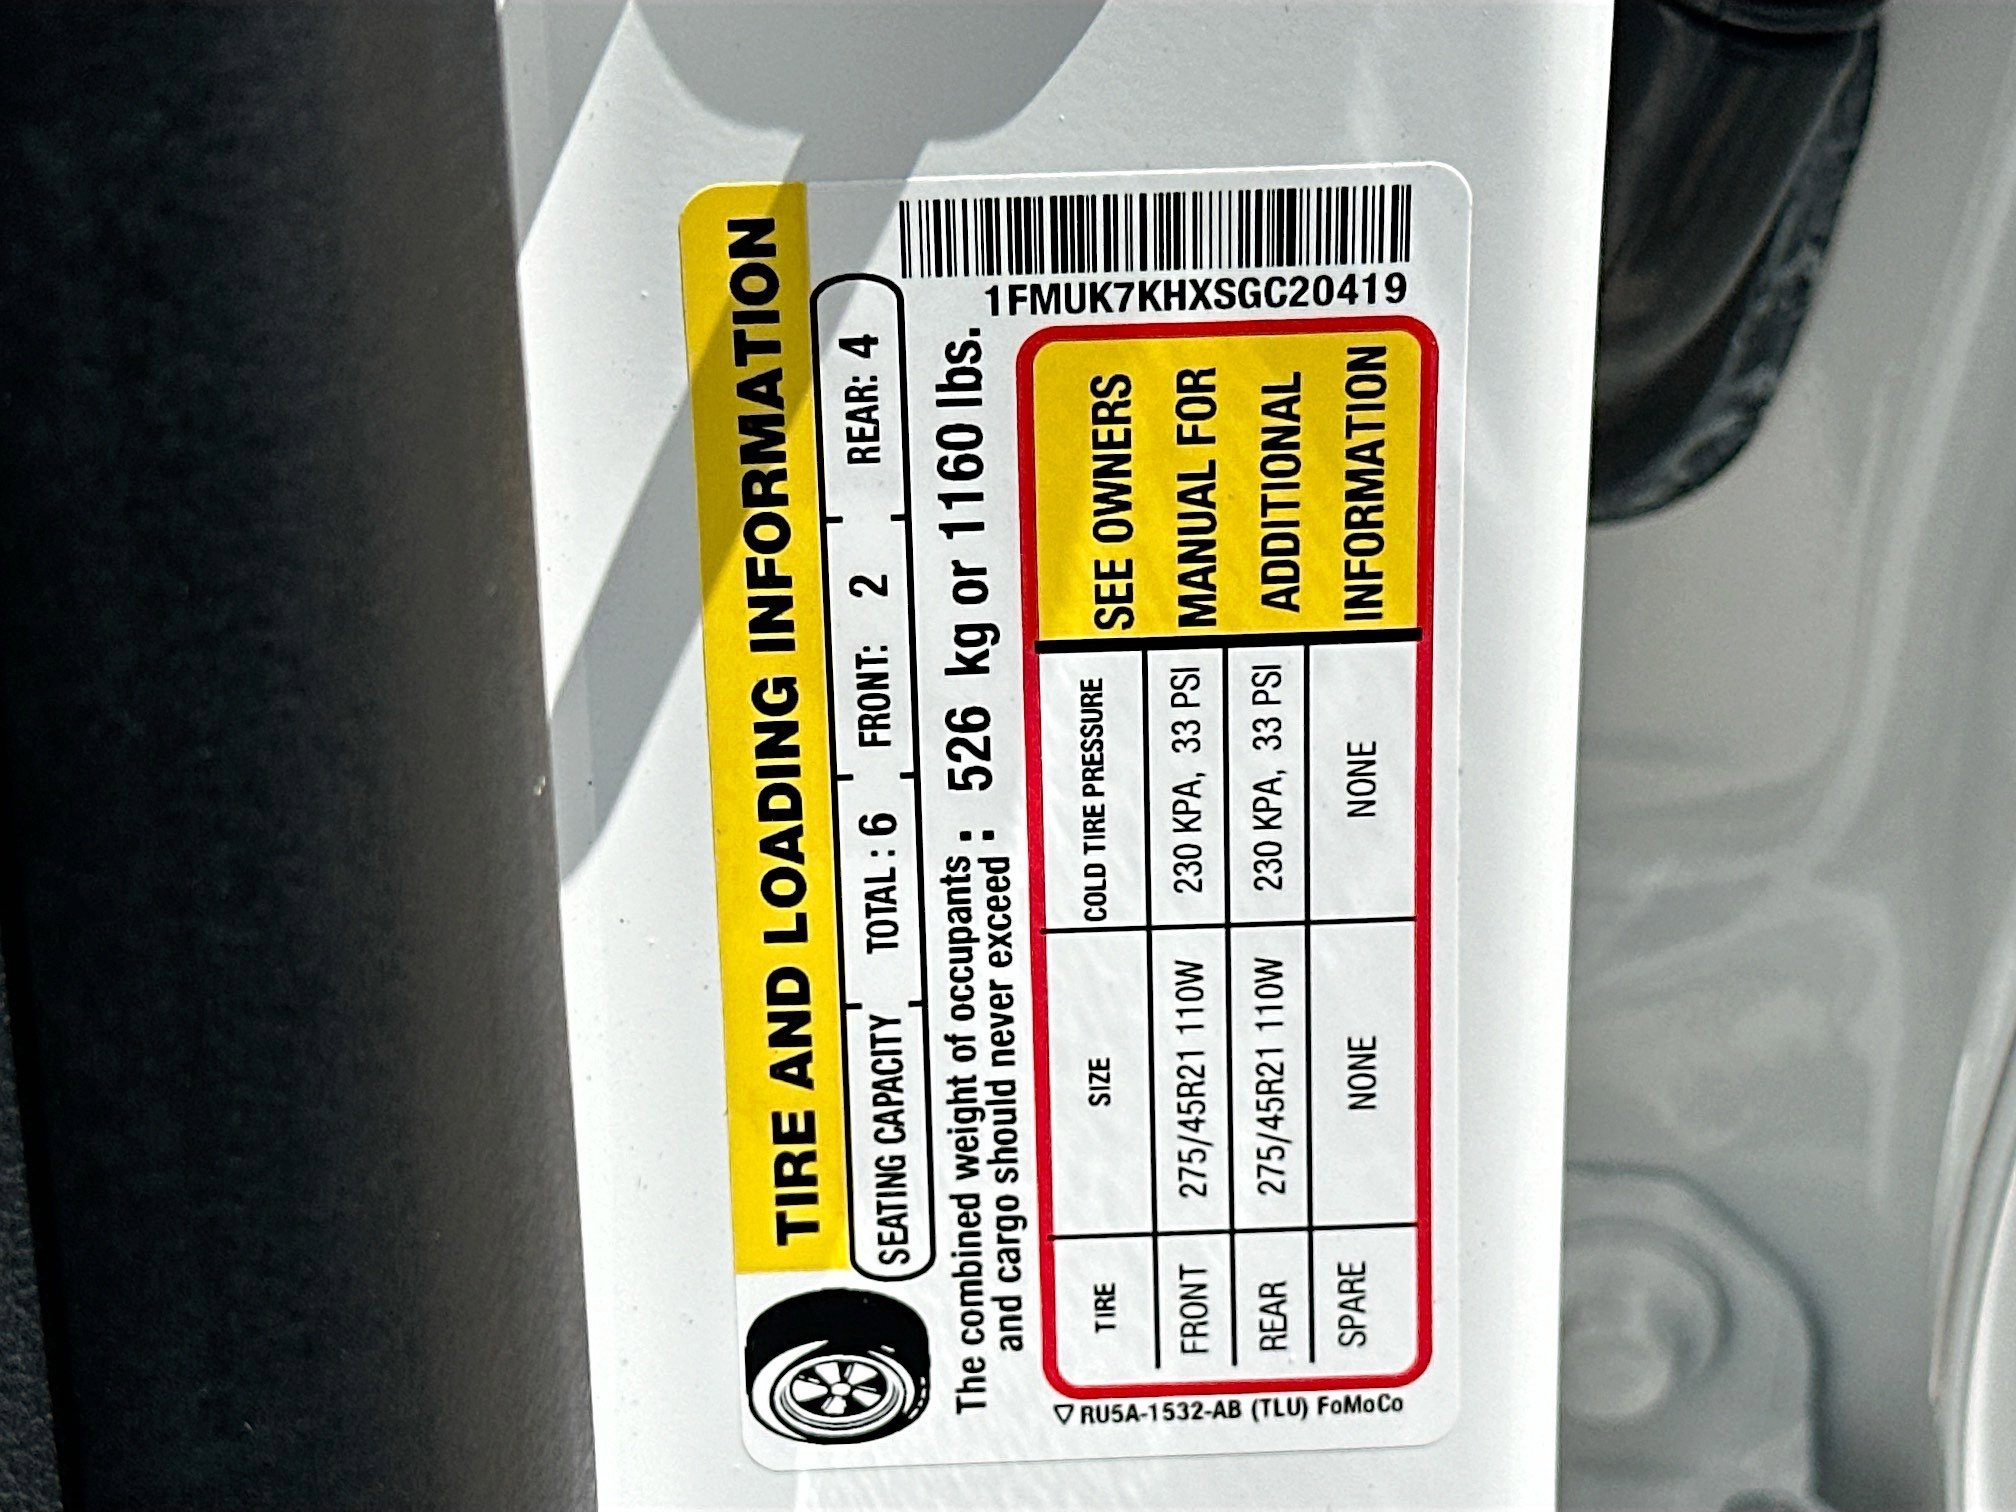 TIRE AND LOADING INFORMATION
SEATING CAPACITY TOTAL : 6 FRONT: 2 REAR: 4
The combined weight of occupants : 526 kg or 1160 lbs.
and cargo should never exceed :
1FMUK7KHXSGC20419
TIRE SIZE COLD TIRE PRESSURE
FRONT 275/45R21 110W 230 KPA, 33 PSI
REAR 275/45R21 110W 230 KPA, 33 PSI
SPARE NONE NONE
SEE OWNERS
MANUAL FOR
ADDITIONAL
INFORMATION
RU5A-1532-AB (TLU) FoMoCo